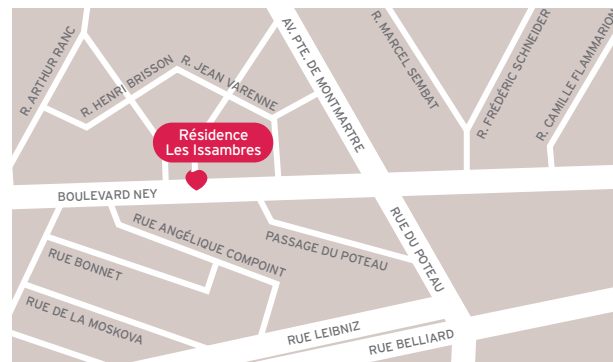 R. ARTHUR RANC
R. HENRI BRISSON
R. JEAN VARENNE
AV. PTE. DE MONTMARTRE
R. MARCEL SEMBAT
R. FRÉDÉRIC SCHNEIDER
R. CAMILLE FLAMMARION
Résidence
Les Issambres
BOULEVARD NEY
RUE ANGÉLIQUE COMPOINT
PASSAGE DU POTEAU
RUE DU POTEAU
RUE BONNET
RUE DE LA MOSKOVA
RUE LEIBNIZ
RUE BELLIARD